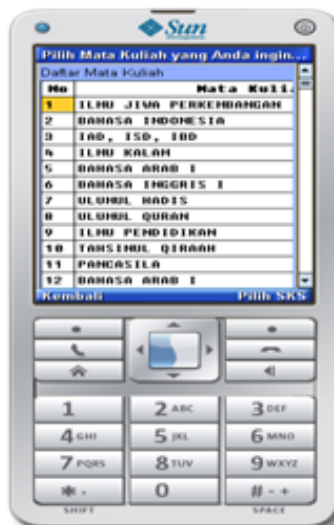 Sun
Pilih Mata Kuliah yang Anda ingin...
Daftar Mata Kuliah
No Mata Kuli.
1 ILMU JIWA PERKEMBANGAN
2 BAHASA INDONESIA
3 IAD, ISD, IBD
4 ILMU KALAM
5 BAHASA ARAB I
6 BAHASA INGGRIS I
7 ULUMUL HADIS
8 ULUMUL QURAN
9 ILMU PENDIDIKAN
10 TAHSINUL QIRAAH
11 PANCASILA
12 BAHASA ARAB I
Kembali Pilih SKS
1 2 ABC 3 DEF
4 GHI 5 JKL 6 MNO
7 PQRS 8 TUV 9 WXYZ
* . 0 # - +
SHIFT SPACE